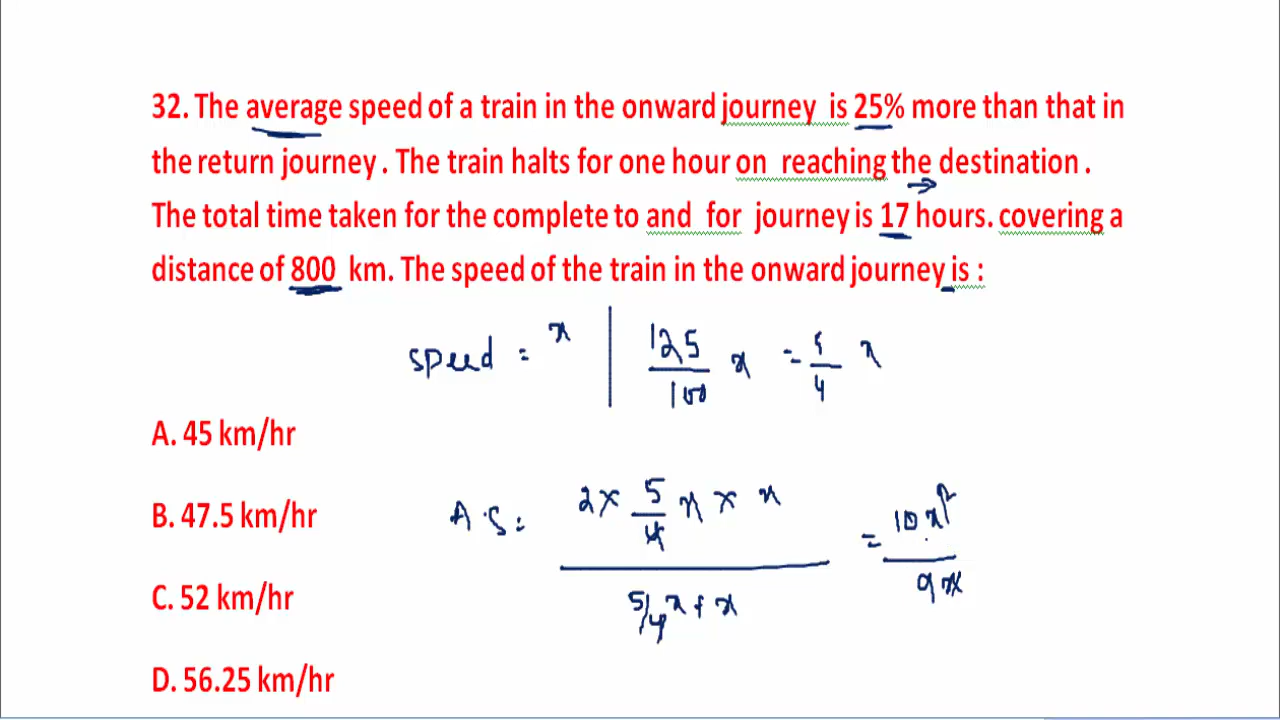 32. The average speed of a train in the onward journey is 25% more than that in
the return journey. The train halts for one hour on reaching the destination.
The total time taken for the complete to and for journey is 17 hours. covering a
distance of 800 km. The speed of the train in the onward journey is :
speed = x | 125/100 x = 5/4 x
A. 45 km/hr
B. 47.5 km/hr
A.S = 2 x 5/4 x x x / 5/4 x + x = 10x² / 9x
C. 52 km/hr
D. 56.25 km/hr